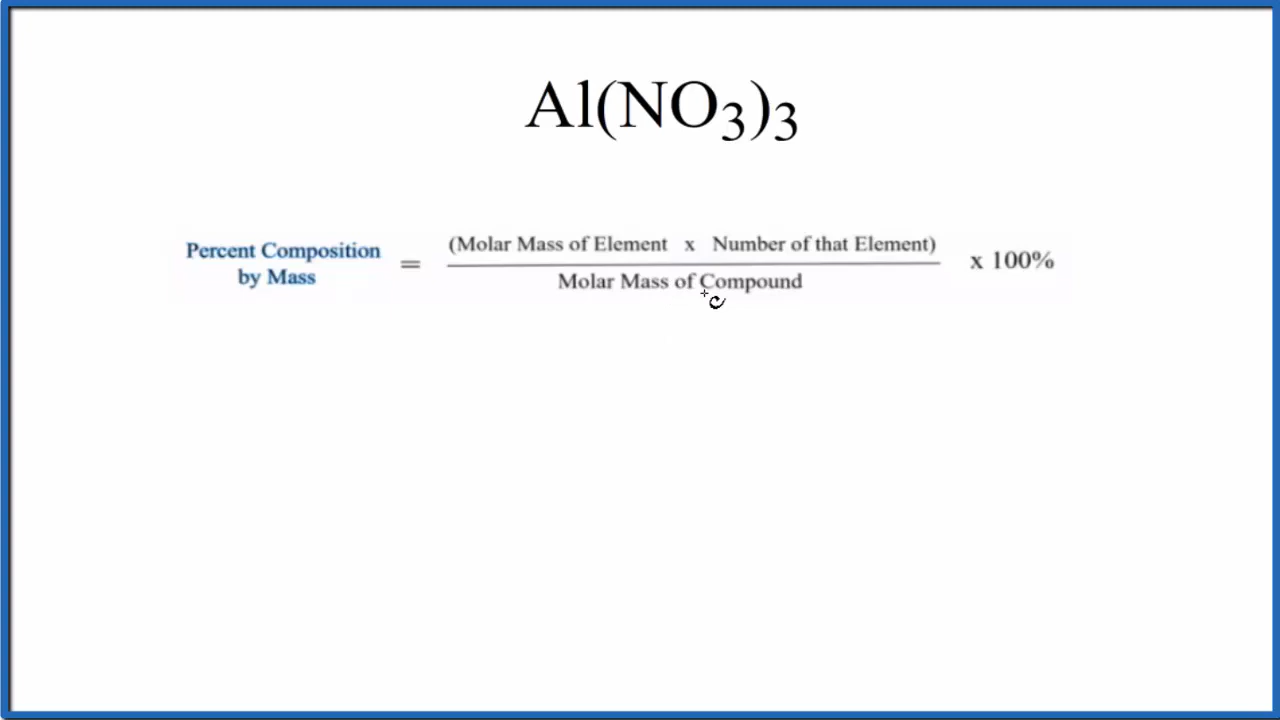 Al(NO₃)₃
Percent Composition by Mass = (Molar Mass of Element x Number of that Element) / Molar Mass of Compound x 100%